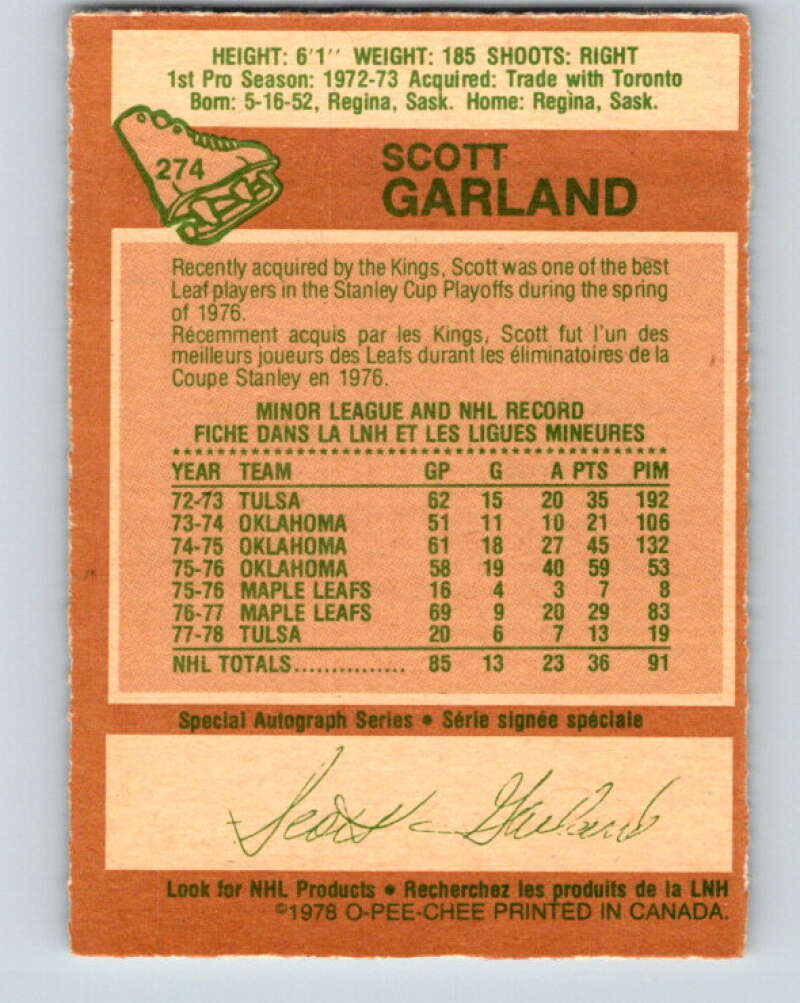 HEIGHT: 6'1'' WEIGHT: 185 SHOOTS: RIGHT
1st Pro Season: 1972-73 Acquired: Trade with Toronto
Born: 5-16-52, Regina, Sask. Home: Regina, Sask.
274
SCOTT
GARLAND
Recently acquired by the Kings, Scott was one of the best
Leaf players in the Stanley Cup Playoffs during the spring
of 1976.
Récemment acquis par les Kings, Scott fut l'un des
meilleurs joueurs des Leafs durant les éliminatoires de la
Coupe Stanley en 1976.
MINOR LEAGUE AND NHL RECORD
FICHE DANS LA LNH ET LES LIGUES MINEURES
YEAR TEAM GP G A PTS PIM
72-73 TULSA 62 15 20 35 192
73-74 OKLAHOMA 51 11 10 21 106
74-75 OKLAHOMA 61 18 27 45 132
75-76 OKLAHOMA 58 19 40 59 53
75-76 MAPLE LEAFS 16 4 3 7 8
76-77 MAPLE LEAFS 69 9 20 29 83
77-78 TULSA 20 6 7 13 19
NHL TOTALS............... 85 13 23 36 91
Special Autograph Series • Série signée spéciale
Scott Garland
Look for NHL Products • Recherchez les produits de la LNH
©1978 O-PEE-CHEE PRINTED IN CANADA.